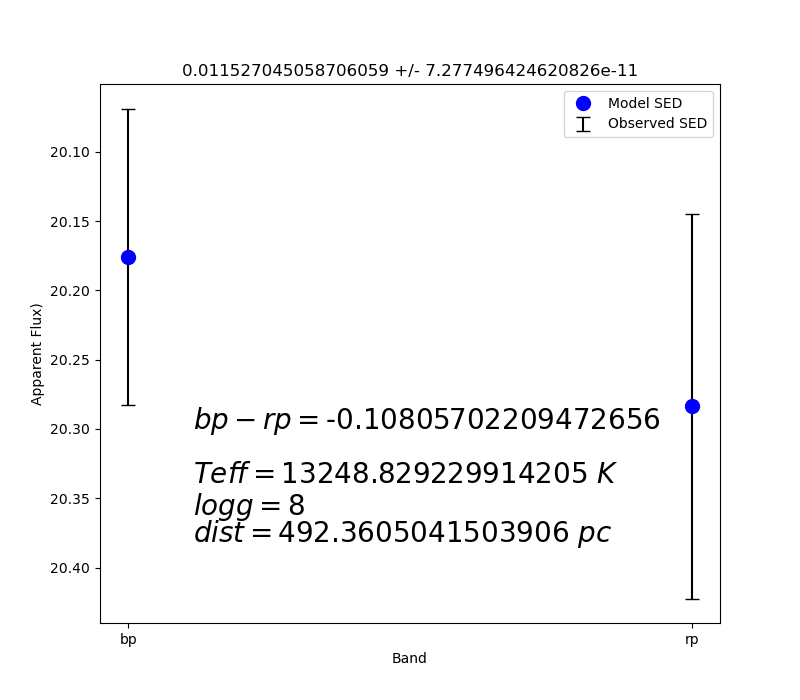 0.011527045058706059 +/- 7.277496424620826e-11
Model SED
Observed SED
20.10
20.15
20.20
20.25
20.30
20.35
20.40
Apparent Flux)
bp − rp = -0.10805702209472656
Teff = 13248.829229914205 K
logg = 8
dist = 492.3605041503906 pc
bp
rp
Band